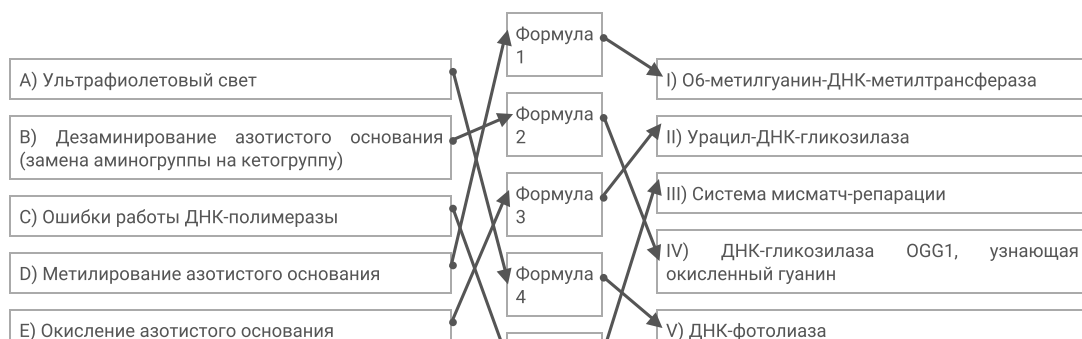 А) Ультрафиолетовый свет
В) Дезаминирование азотистого основания
(замена аминогруппы на кетогруппу)
С) Ошибки работы ДНК-полимеразы
D) Метилирование азотистого основания
Е) Окисление азотистого основания
Формула
1
Формула
2
Формула
3
Формула
4
I) О6-метилгуанин-ДНК-метилтрансфераза
II) Урацил-ДНК-гликозилаза
III) Система мисматч-репарации
IV) ДНК-гликозилаза OGG1, узнающая
окисленный гуанин
V) ДНК-фотолиаза